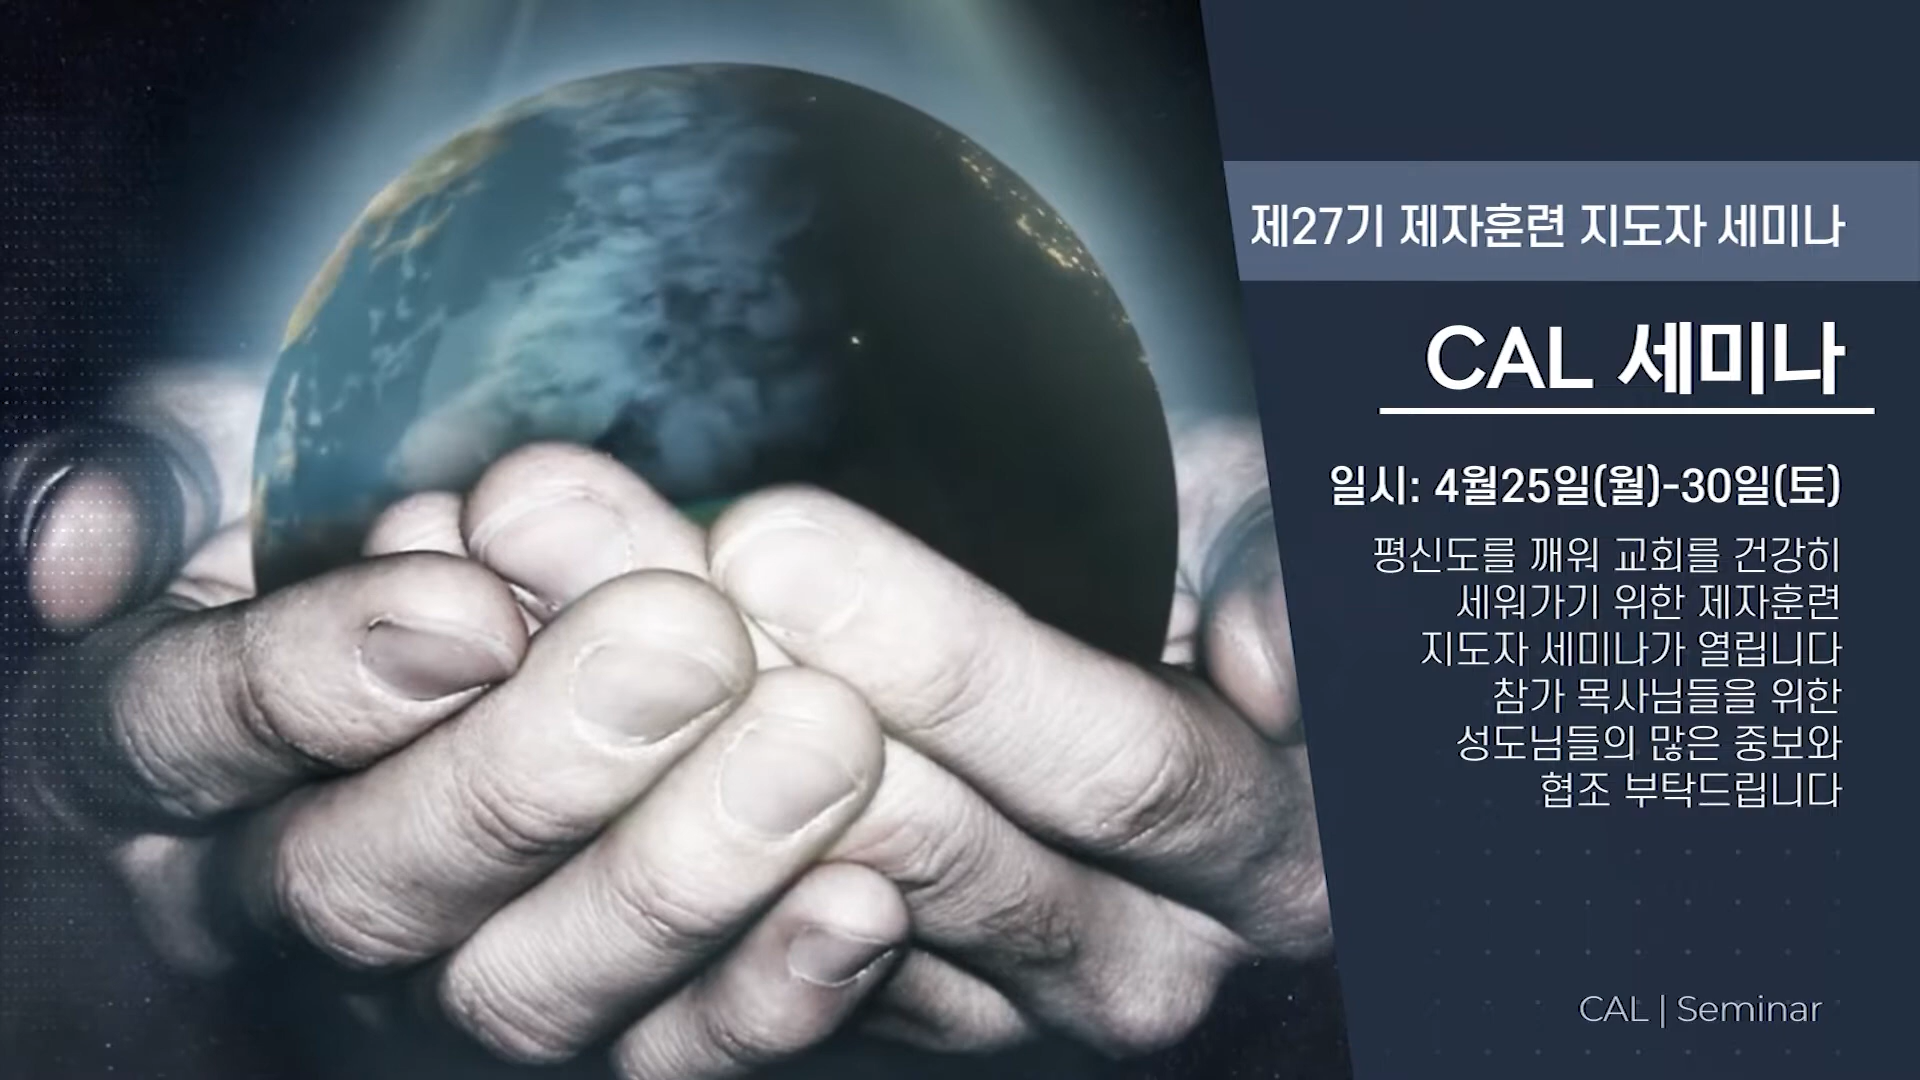 제27기 제자훈련 지도자 세미나
CAL 세미나
일시: 4월25일(월)-30일(토)
평신도를 깨워 교회를 건강히
세워가기 위한 제자훈련
지도자 세미나가 열립니다
참가 목사님들을 위한
성도님들의 많은 중보와
협조 부탁드립니다
CAL | Seminar